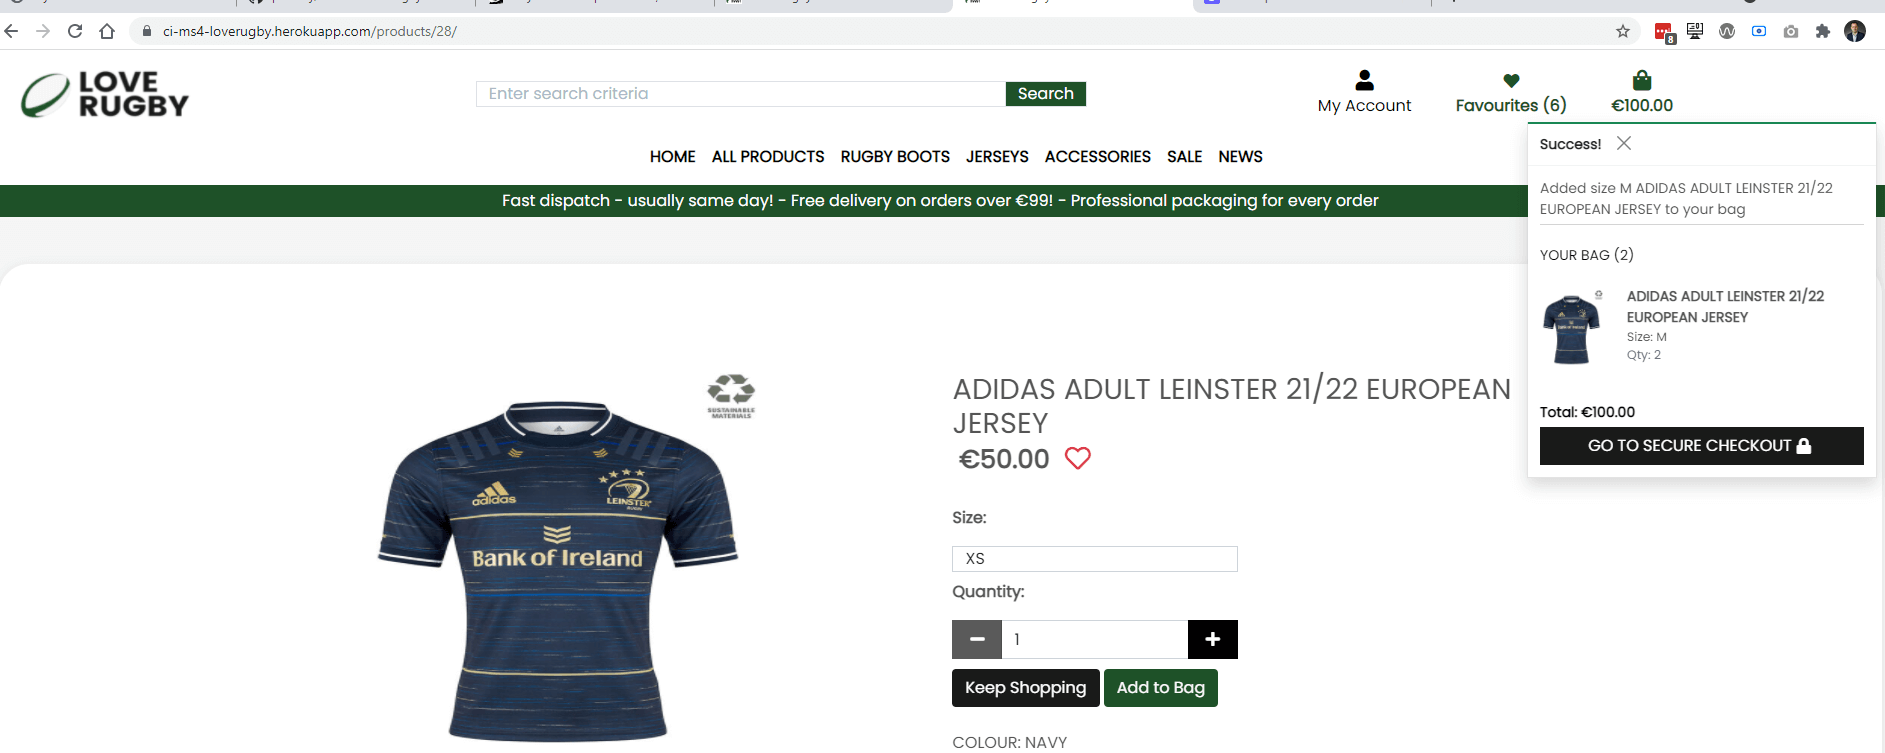 ci-ms4-loverugby.herokuapp.com/products/28/
8
LOVE
RUGBY
Enter search criteria
Search
My Account
Favourites (6)
€100.00
HOME ALL PRODUCTS RUGBY BOOTS JERSEYS ACCESSORIES SALE NEWS
Fast dispatch - usually same day! - Free delivery on orders over €99! - Professional packaging for every order
Success!
Added size M ADIDAS ADULT LEINSTER 21/22
EUROPEAN JERSEY to your bag
YOUR BAG (2)
Bank of Ireland
ADIDAS ADULT LEINSTER 21/22
EUROPEAN JERSEY
Size: M
Qty: 2
Total: €100.00
GO TO SECURE CHECKOUT
SUSTAINABLE
MATERIALS
adidas
LEINSTER
RUGBY
Bank of Ireland
ADIDAS ADULT LEINSTER 21/22 EUROPEAN
JERSEY
€50.00
Size:
XS
Quantity:
1
Keep Shopping
Add to Bag
COLOUR: NAVY